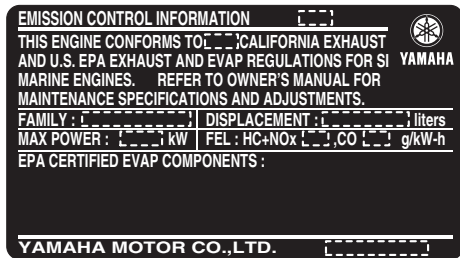 EMISSION CONTROL INFORMATION
THIS ENGINE CONFORMS TO CALIFORNIA EXHAUST
AND U.S. EPA EXHAUST AND EVAP REGULATIONS FOR SI
MARINE ENGINES. REFER TO OWNER'S MANUAL FOR
MAINTENANCE SPECIFICATIONS AND ADJUSTMENTS.
YAMAHA
FAMILY : DISPLACEMENT : liters
MAX POWER : kW FEL : HC+NOx ,CO g/kW-h
EPA CERTIFIED EVAP COMPONENTS :
YAMAHA MOTOR CO.,LTD.